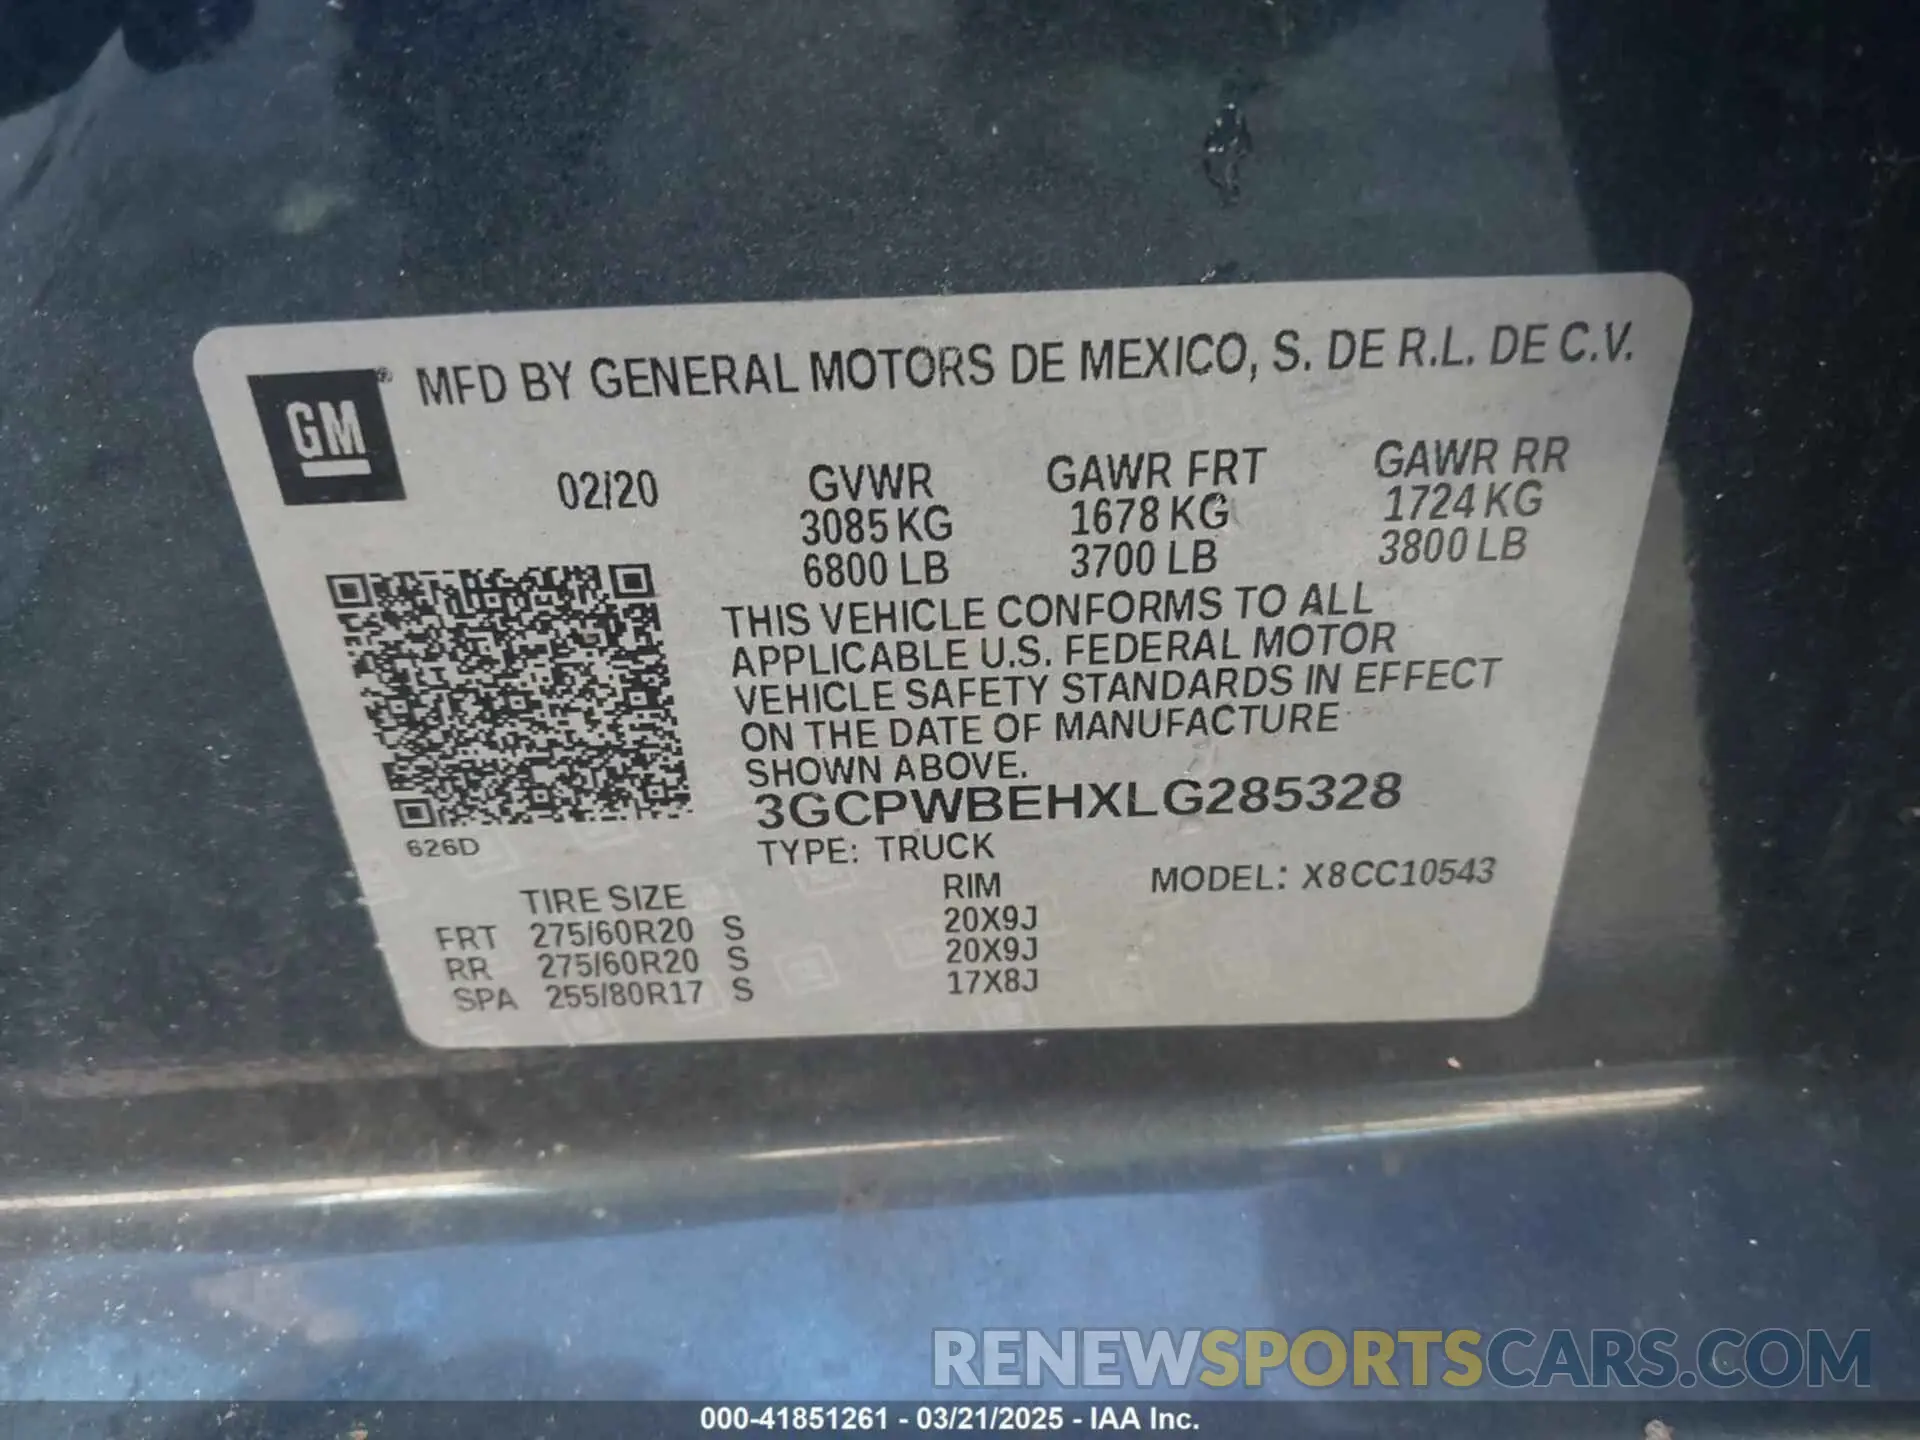 GM® MFD BY GENERAL MOTORS DE MEXICO, S. DE R.L. DE C.V.
02/20 GVWR GAWR FRT GAWR RR
3085 KG 1678 KG 1724 KG
6800 LB 3700 LB 3800 LB
THIS VEHICLE CONFORMS TO ALL
APPLICABLE U.S. FEDERAL MOTOR
VEHICLE SAFETY STANDARDS IN EFFECT
ON THE DATE OF MANUFACTURE
SHOWN ABOVE.
3GCPWBEHXLG285328
626D TYPE: TRUCK
TIRE SIZE RIM MODEL: X8CC10543
FRT 275/60R20 S 20X9J
RR 275/60R20 S 20X9J
SPA 255/80R17 S 17X8J
RENEWSPORTSCARS.COM
000-41851261 - 03/21/2025 - IAA Inc.